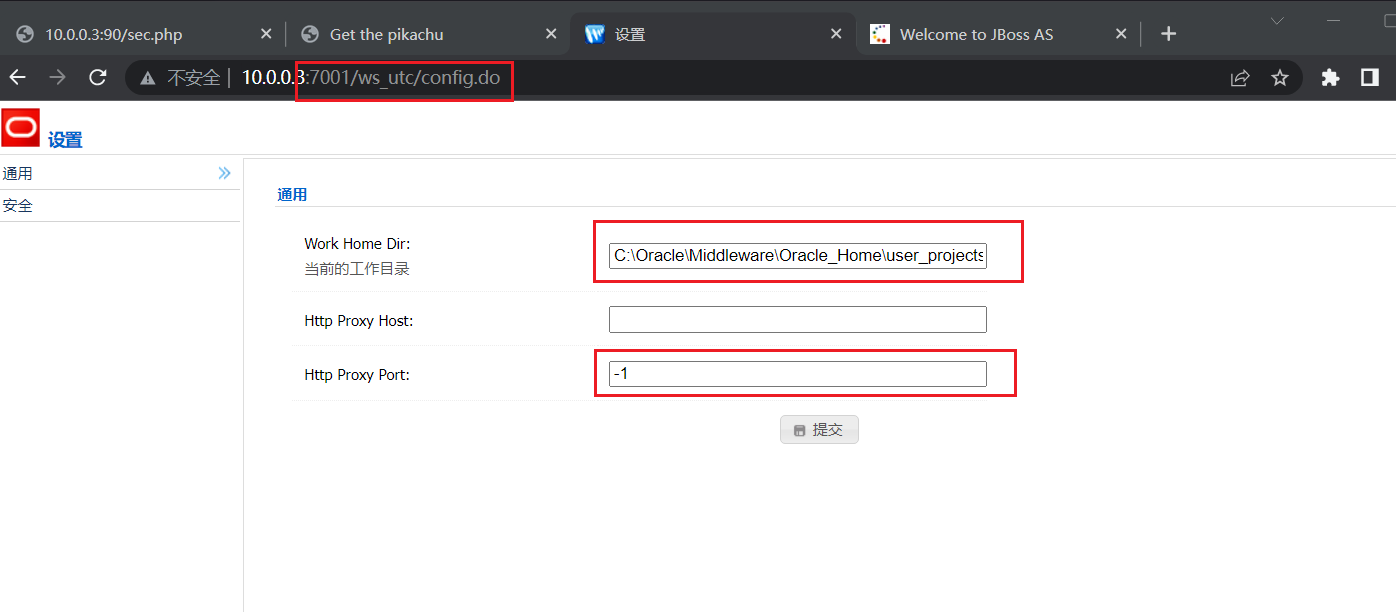 10.0.0.3:90/sec.php
Get the pikachu
设置
Welcome to JBoss AS
不安全 | 10.0.0.3:7001/ws_utc/config.do
设置
通用
安全
通用
Work Home Dir:
当前的工作目录
C:\Oracle\Middleware\Oracle_Home\user_projects
Http Proxy Host:
Http Proxy Port:
-1
提交